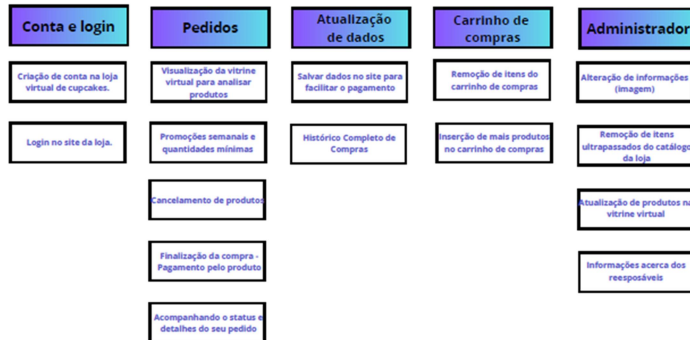 Conta e login
Criação de conta na loja
virtual de cupcakes.
Login no site da loja.
Pedidos
Visualização da vitrine
virtual para analisar
produtos
Promoções semanais e
quantidades mínimas
Cancelamento de produtos
Finalização da compra -
Pagamento pelo produto
Acompanhando o status e
detalhes do seu pedido
Atualização
de dados
Salvar dados no site para
facilitar o pagamento
Histórico Completo de
Compras
Carrinho de
compras
Remoção de itens do
carrinho de compras
Inserção de mais produtos
no carrinho de compras
Administrador
Alteração de informações
(imagem)
Remoção de itens
ultrapassados do catálogo
da loja
Atualização de produtos na
vitrine virtual
Informações acerca dos
reesposáveis